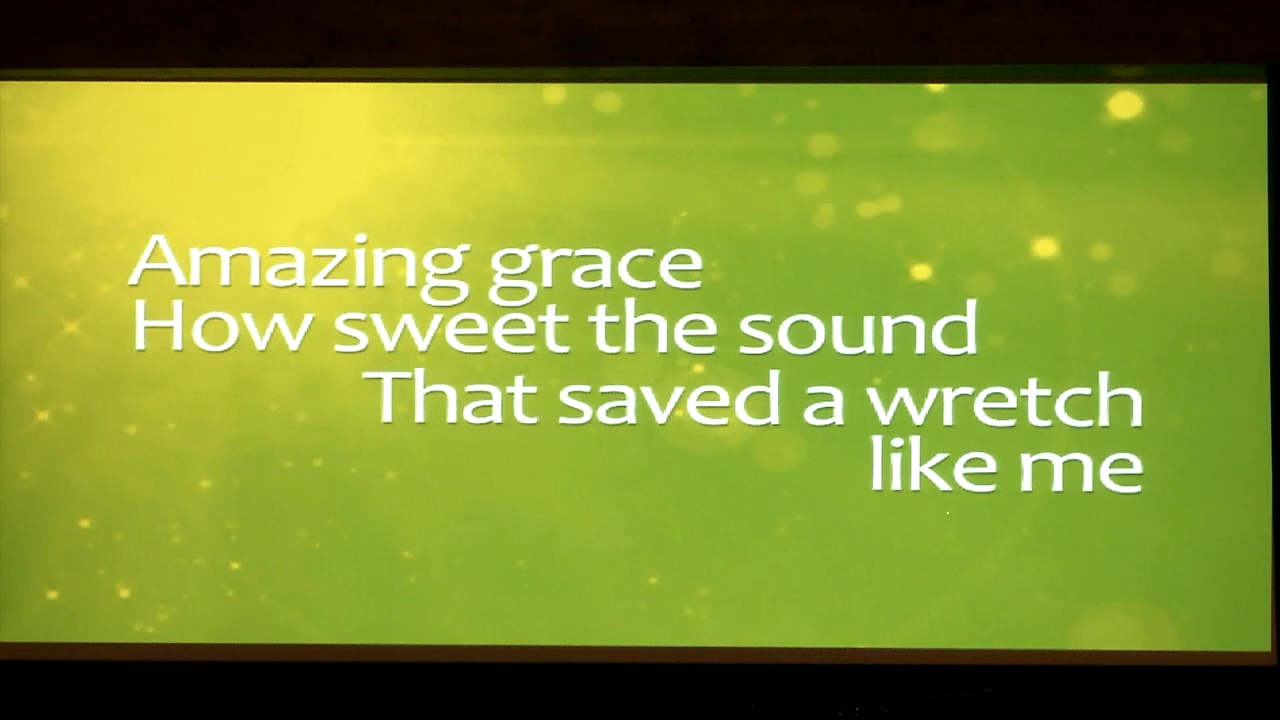 Amazing grace
How sweet the sound
That saved a wretch
like me